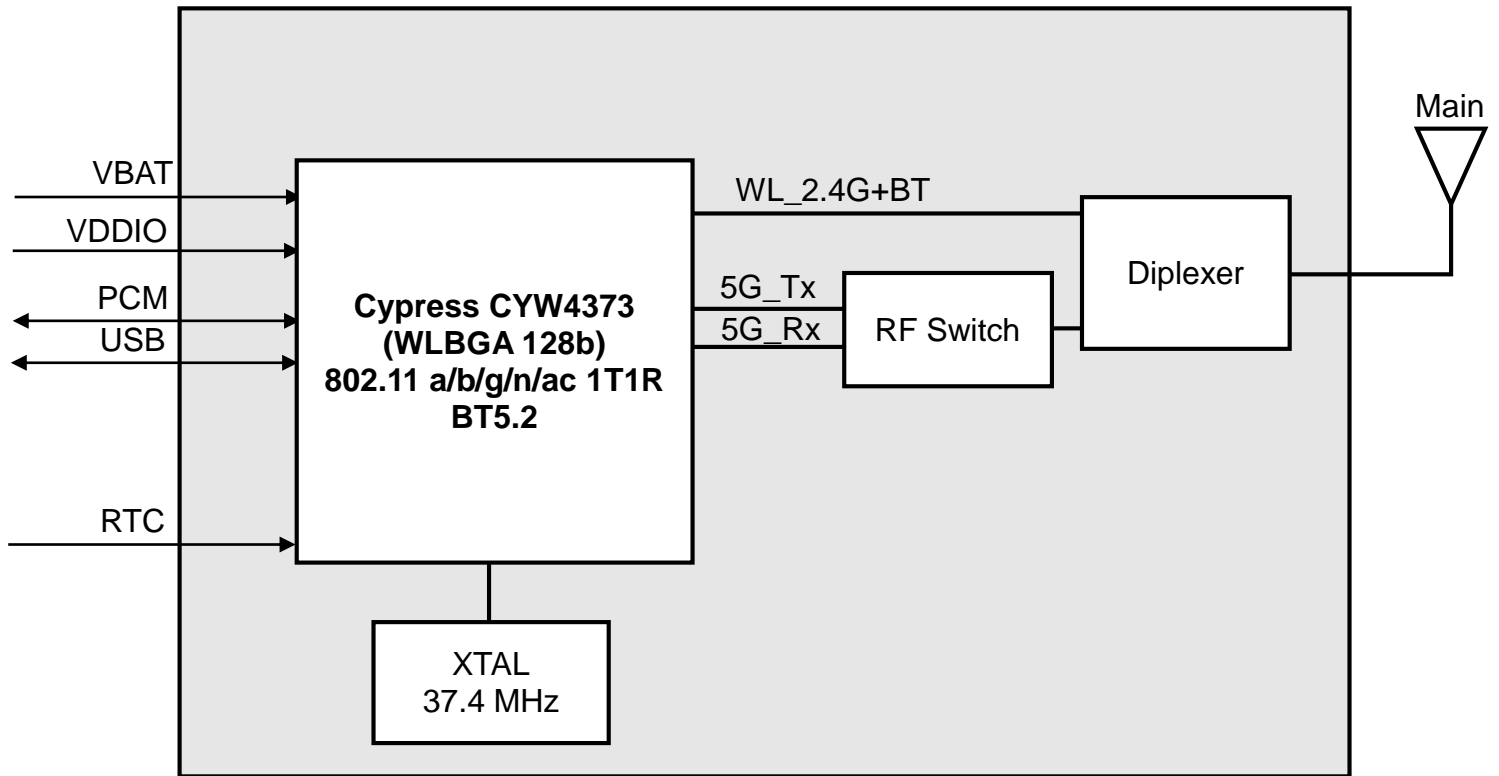 Main
VBAT
WL_2.4G+BT
VDDIO
Diplexer
PCM
5G_Tx
USB
5G_Rx
RF Switch
Cypress CYW4373
(WLBGA 128b)
802.11 a/b/g/n/ac 1T1R
BT5.2
RTC
XTAL
37.4 MHz